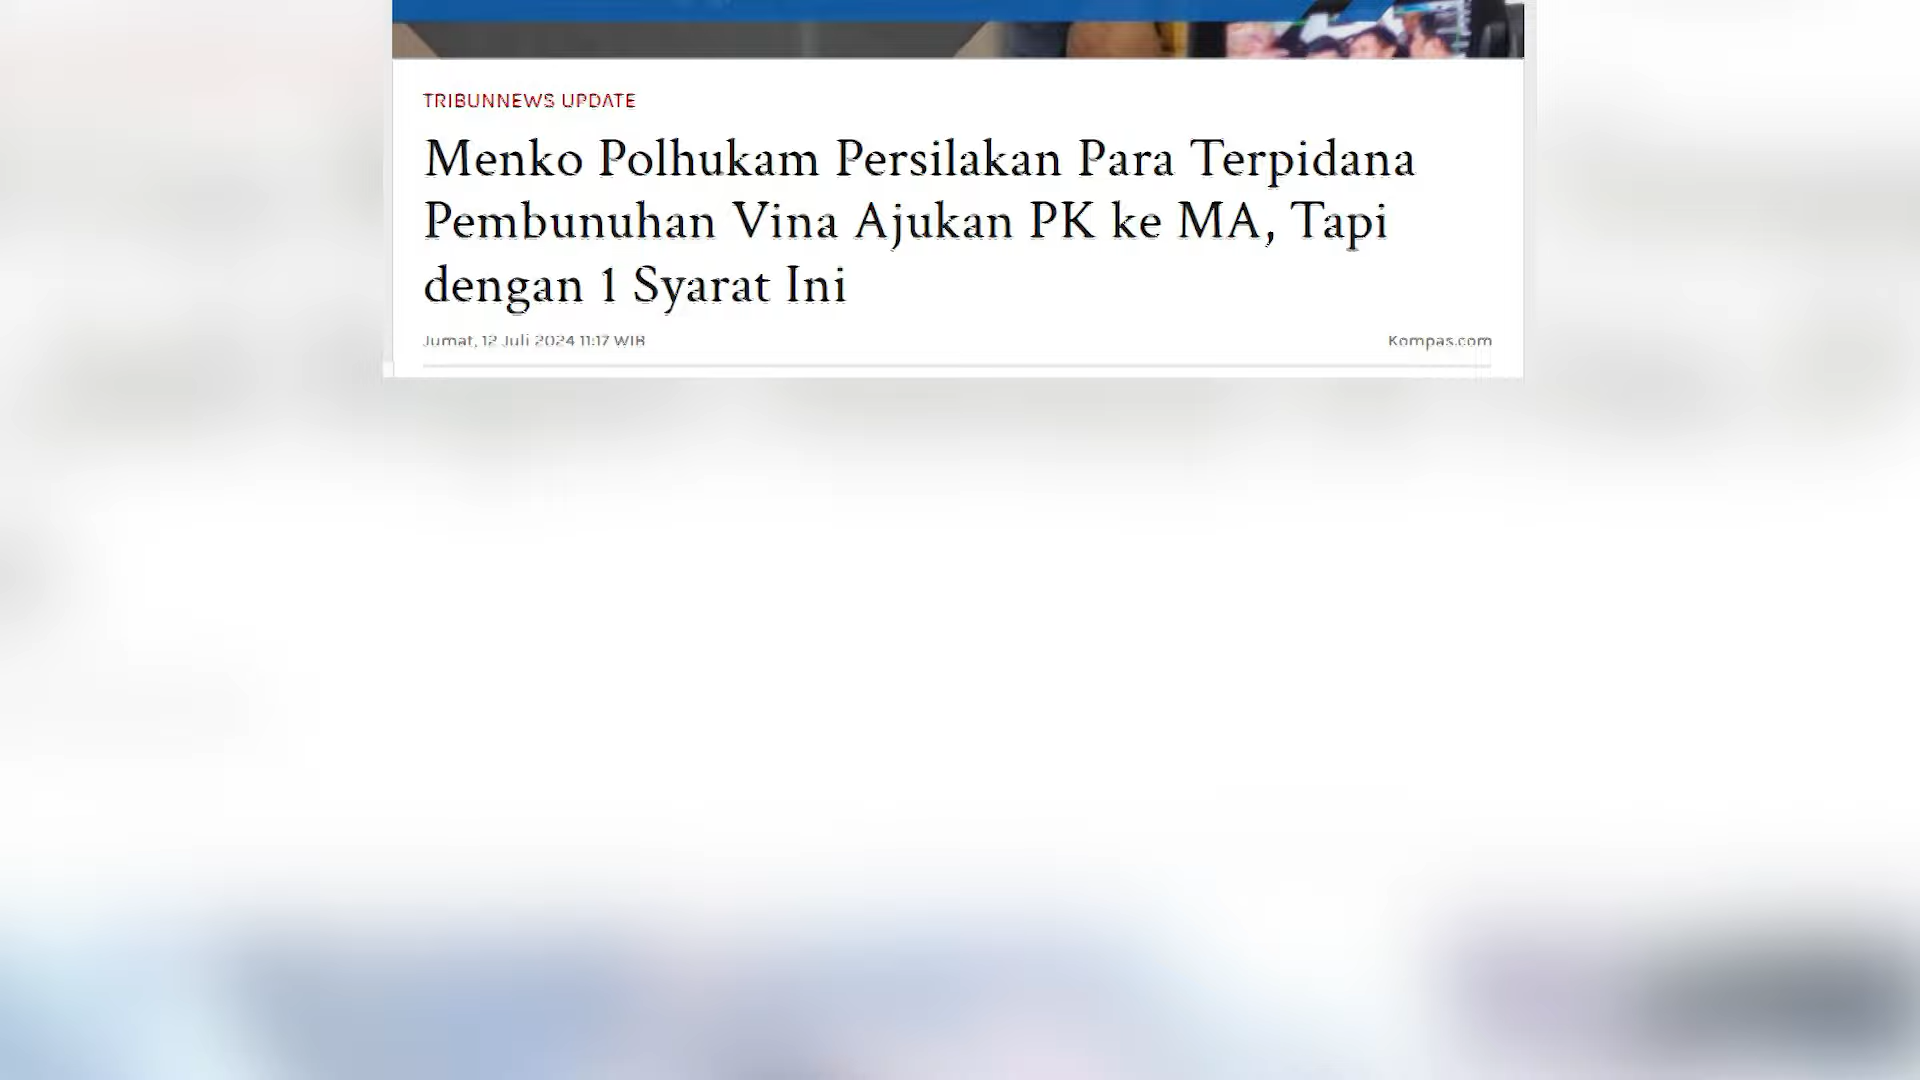 TRIBUNNEWS UPDATE
Menko Polhukam Persilakan Para Terpidana
Pembunuhan Vina Ajukan PK ke MA, Tapi
dengan 1 Syarat Ini
Jumat, 12 Juli 2024 11:17 WIB
Kompas.com